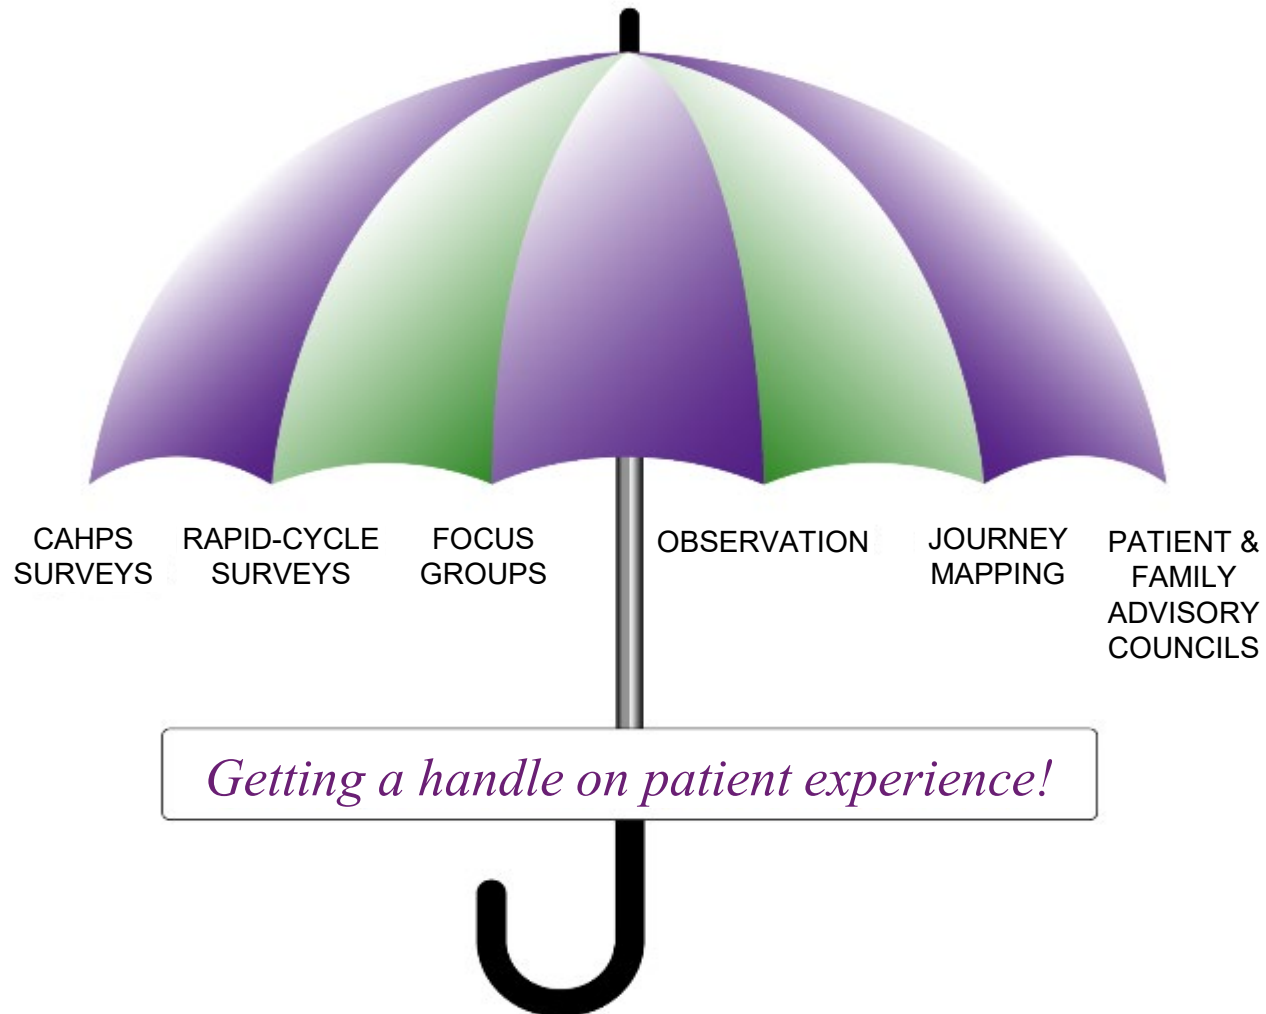 CAHPS
SURVEYS
RAPID-CYCLE
SURVEYS
FOCUS
GROUPS
OBSERVATION
JOURNEY
MAPPING
PATIENT &
FAMILY
ADVISORY
COUNCILS
Getting a handle on patient experience!